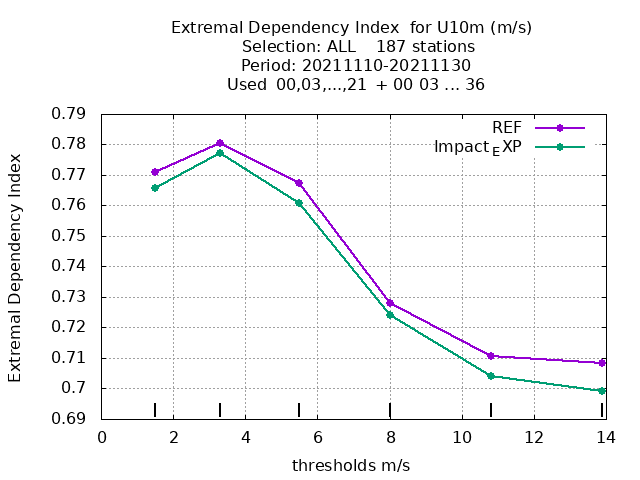 Extremal Dependency Index for U10m (m/s)
Selection: ALL 187 stations
Period: 20211110-20211130
Used 00,03,...,21 + 00 03 ... 36
REF
Impact EXP
Extremal Dependency Index
0.79
0.78
0.77
0.76
0.75
0.74
0.73
0.72
0.71
0.7
0.69
0 2 4 6 8 10 12 14
thresholds m/s